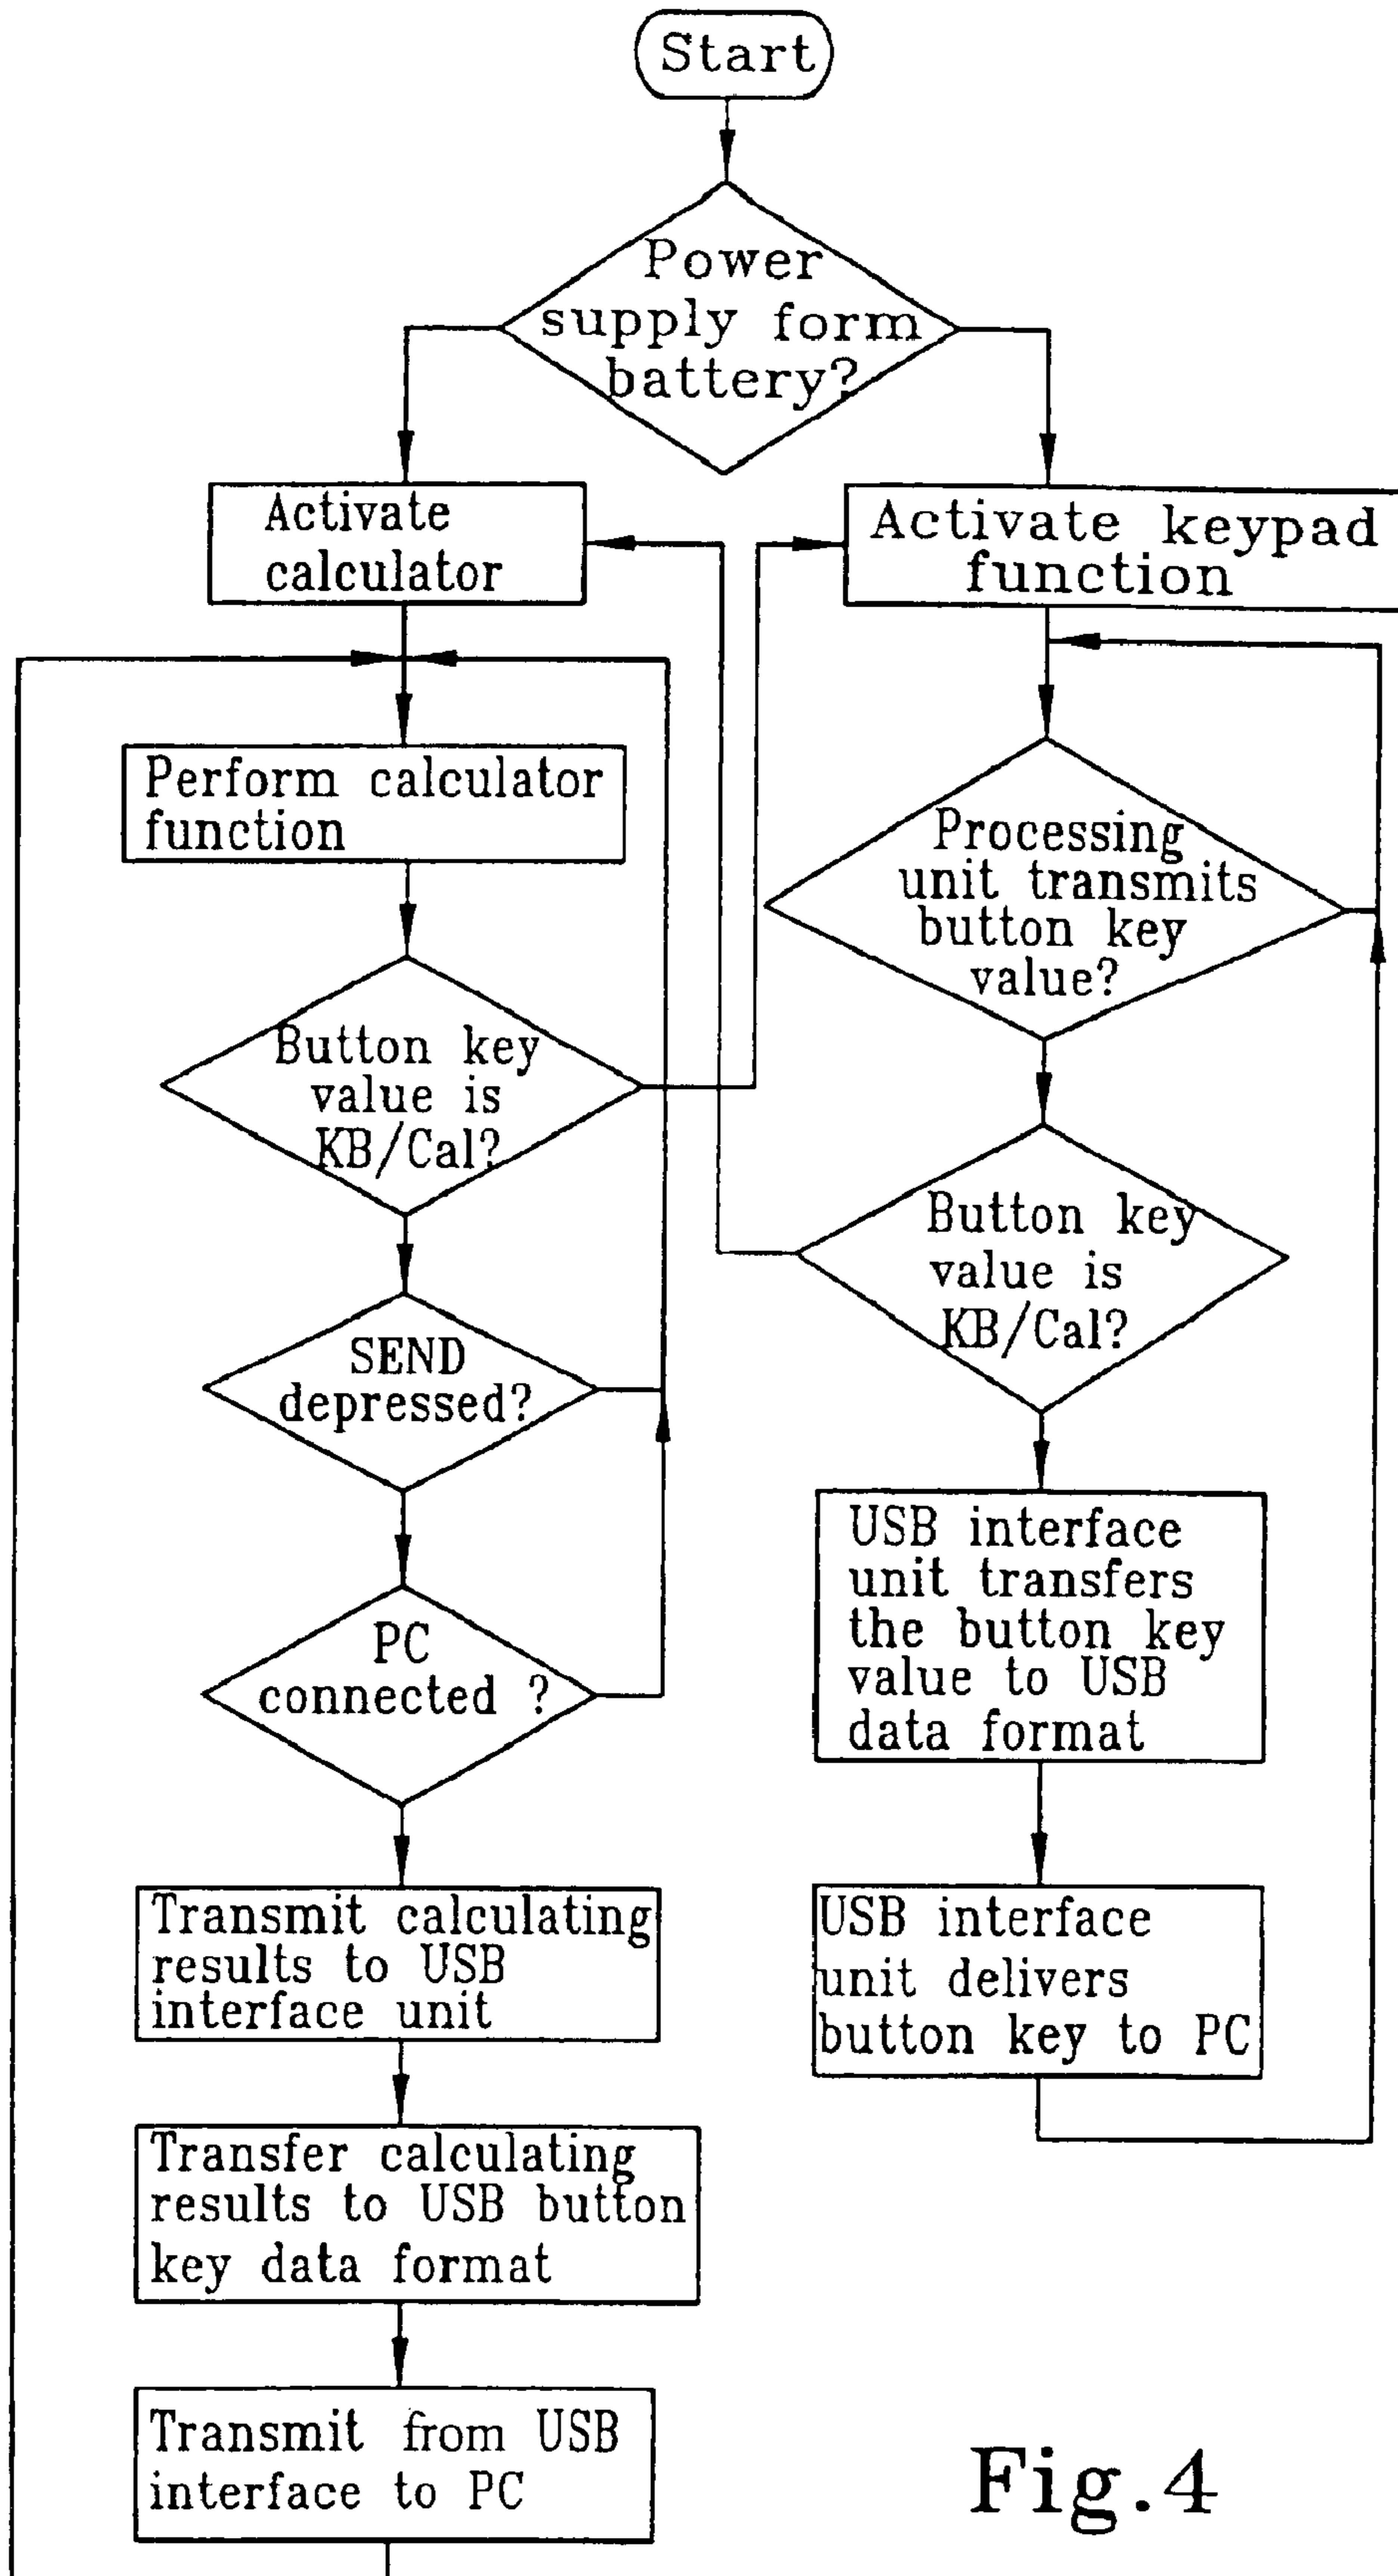 Start
Power
supply form
battery?
Activate
calculator
Activate keypad
function
Perform calculator
function
Processing
unit transmits
button key
value?
Button key
value is
KB/Cal?
Button key
value is
KB/Cal?
SEND
depressed?
USB interface
unit transfers
the button key
value to USB
data format
PC
connected ?
Transmit calculating
results to USB
interface unit
USB interface
unit delivers
button key to PC
Transfer calculating
results to USB button
key data format
Transmit from USB
interface to PC
Fig.4